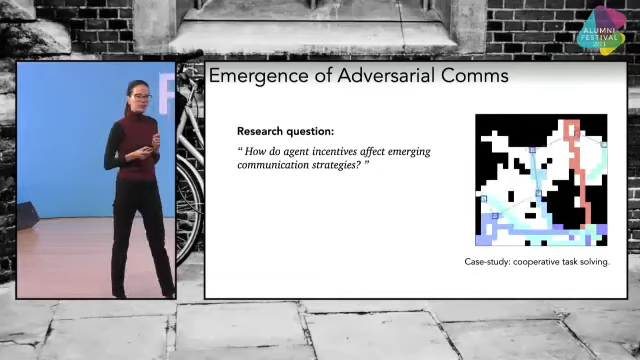 ALUMNI
FESTIVAL
2021
Emergence of Adversarial Comms
Research question:
“ How do agent incentives affect emerging
communication strategies? ”
Case-study: cooperative task solving.